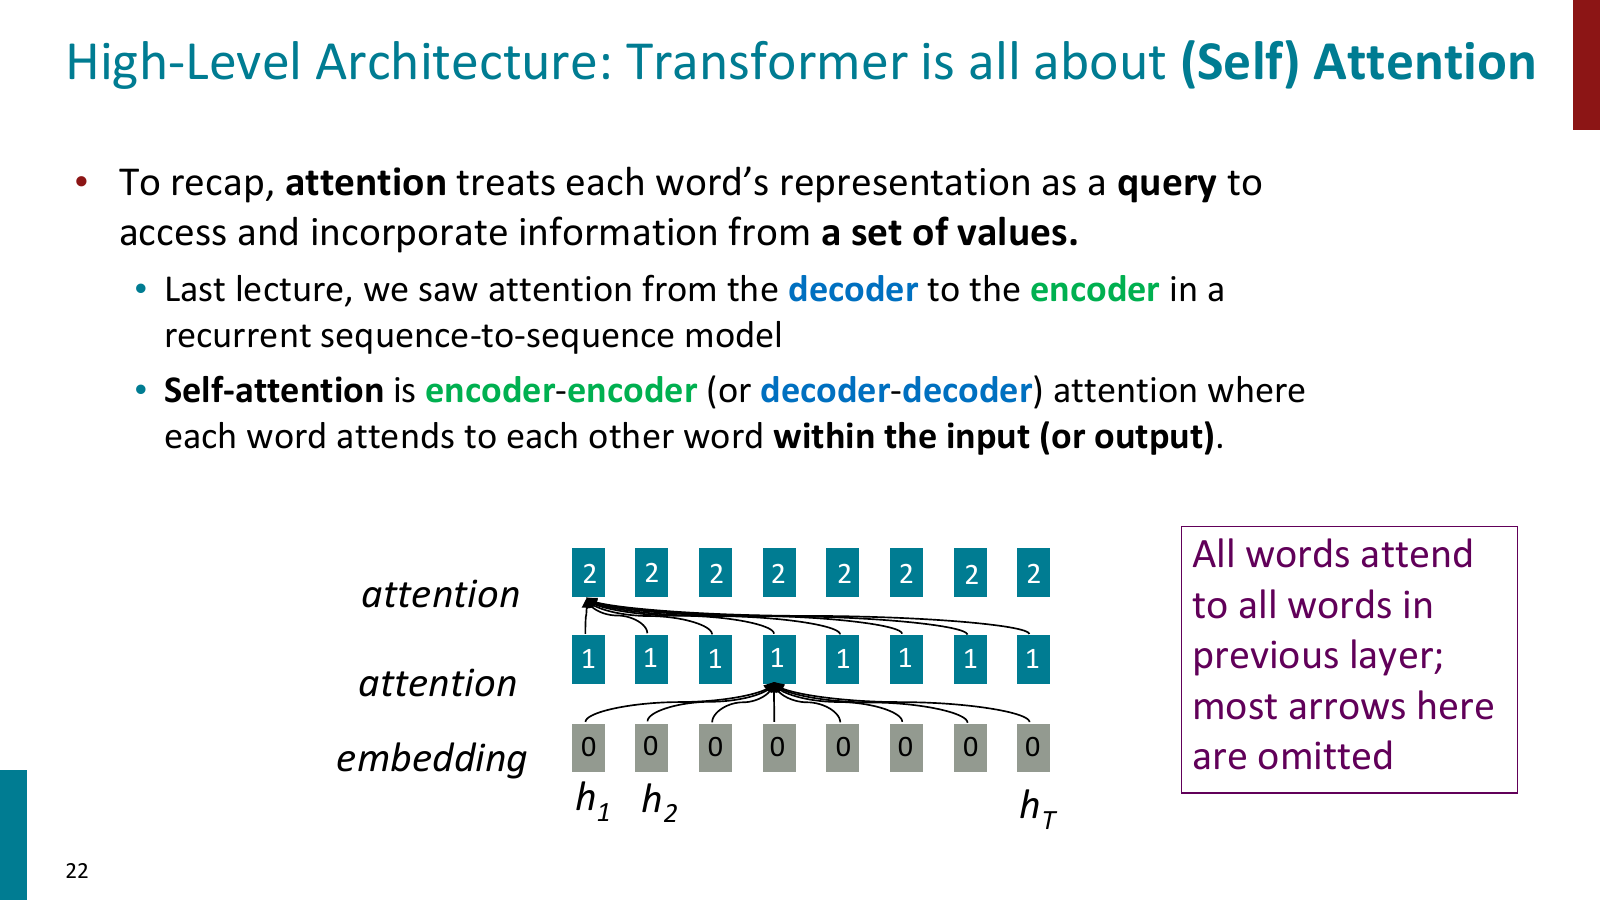 High-Level Architecture: Transformer is all about (Self) Attention
• To recap, attention treats each word’s representation as a query to
access and incorporate information from a set of values.
• Last lecture, we saw attention from the decoder to the encoder in a
recurrent sequence-to-sequence model
• Self-attention is encoder-encoder (or decoder-decoder) attention where
each word attends to each other word within the input (or output).
2 2 2 2 2 2 2 2
attention
1 1 1 1 1 1 1 1
attention
0 0 0 0 0 0 0 0
embedding
h1 h2 hT
All words attend
to all words in
previous layer;
most arrows here
are omitted
22